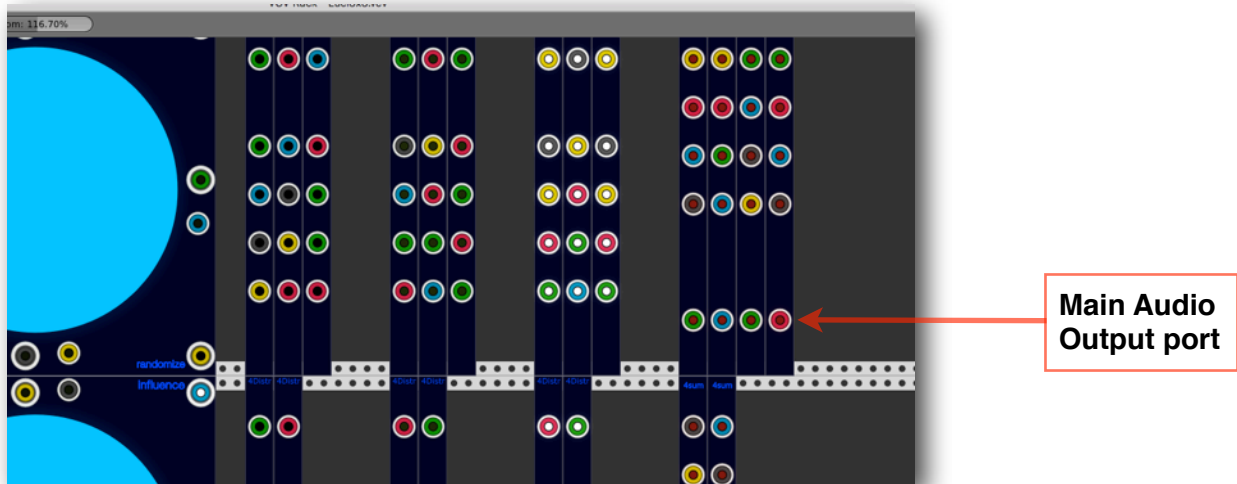 om: 116.70%
randomize
influence
4Distr 4Distr
4Distr 4Distr
4Distr 4Distr
4sum 4sum
Main Audio
Output port